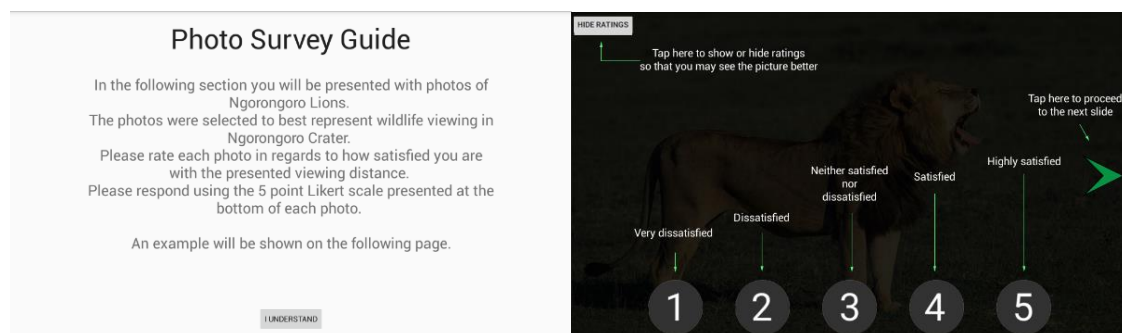 Photo Survey Guide
In the following section you will be presented with photos of
Ngorongoro Lions.
The photos were selected to best represent wildlife viewing in
Ngorongoro Crater.
Please rate each photo in regards to how satisfied you are
with the presented viewing distance.
Please respond using the 5 point Likert scale presented at the
bottom of each photo.
An example will be shown on the following page.
I UNDERSTAND
HIDE RATINGS
Tap here to show or hide ratings
so that you may see the picture better
Tap here to proceed
to the next slide
Very dissatisfied
Dissatisfied
Neither satisfied
nor
dissatisfied
Satisfied
Highly satisfied
1
2
3
4
5